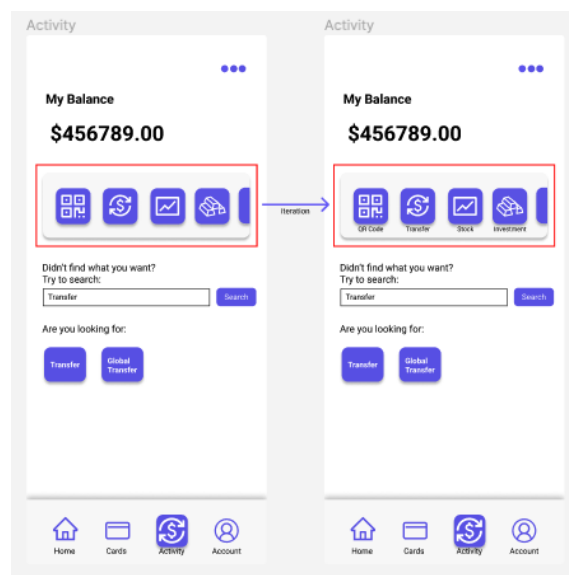 Activity
My Balance
$456789.00
Didn't find what you want?
Try to search:
Transfer
Search
Are you looking for:
Transfer
Global
Transfer
Home
Cards
Activity
Account
Iteration
Activity
My Balance
$456789.00
QR Code
Transfer
Stock
Investment
Didn't find what you want?
Try to search:
Transfer
Search
Are you looking for:
Transfer
Global
Transfer
Home
Cards
Activity
Account